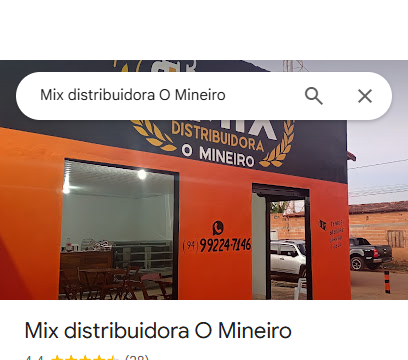 Mix distribuidora O Mineiro
MIX
DISTRIBUIDORA
O MINEIRO
(94) 99224-7146
Mix distribuidora O Mineiro
4,4 (28)